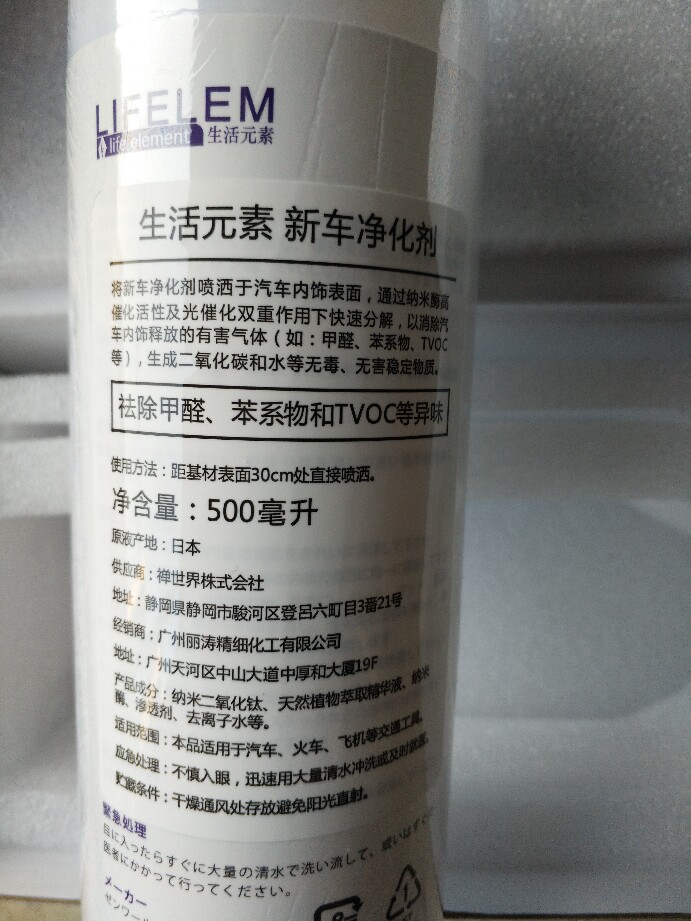 LIFELEM
life element 生活元素
生活元素 新车净化剂
将新车净化剂喷洒于汽车内饰表面，通过纳米酶高
催化活性及光催化双重作用下快速分解，以消除汽
车内饰释放的有害气体（如：甲醛、苯系物、TVOC
等），生成二氧化碳和水等无毒、无害稳定物质。
祛除甲醛、苯系物和TVOC等异味
使用方法：距基材表面30cm处直接喷洒。
净含量：500毫升
原液产地：日本
供应商：禅世界株式会社
地址：静岡県静岡市駿河区登呂六町目3番21号
经销商：广州丽涛精细化工有限公司
地址：广州天河区中山大道中厚和大厦19F
产品成分：纳米二氧化钛、天然植物萃取精华液、纳米
酶、渗透剂、去离子水等。
适用范围：本品适用于汽车、火车、飞机等交通工具。
应急处理：不慎入眼，迅速用大量清水冲洗或及时就医。
贮藏条件：干燥通风处存放避免阳光直射。
緊急処理
目に入ったらすぐに大量の清水で洗い流して、或いはすぐに
医者にかかって行ってください。
メーカー